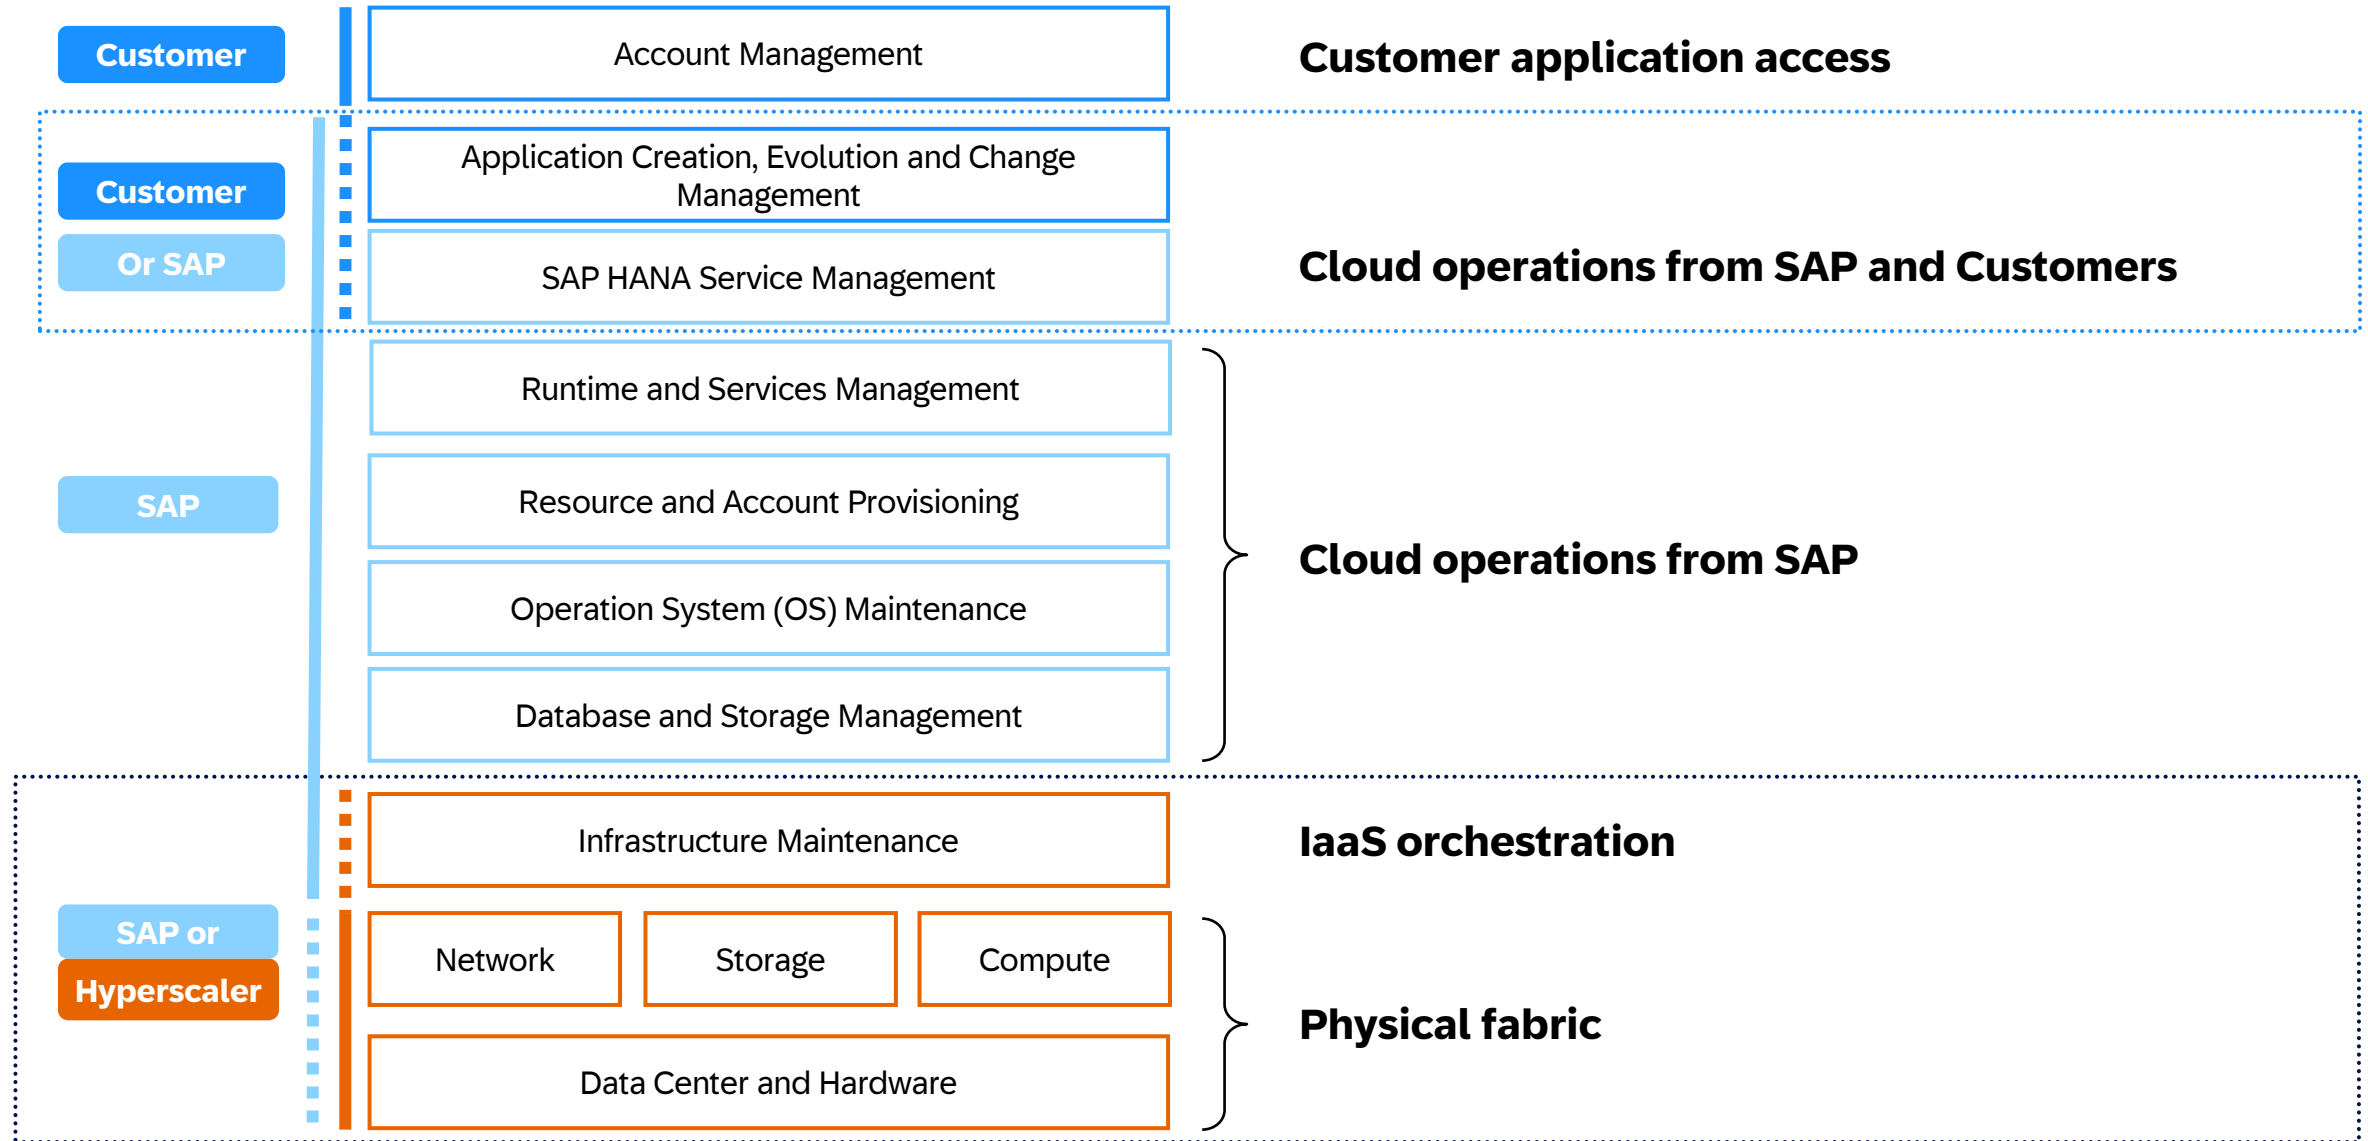 Customer
Account Management
Customer application access
Customer
Or SAP
Application Creation, Evolution and Change
Management
SAP HANA Service Management
Cloud operations from SAP and Customers
SAP
Runtime and Services Management
Resource and Account Provisioning
Operation System (OS) Maintenance
Database and Storage Management
Cloud operations from SAP
Infrastructure Maintenance
IaaS orchestration
SAP or
Hyperscaler
Network
Storage
Compute
Data Center and Hardware
Physical fabric